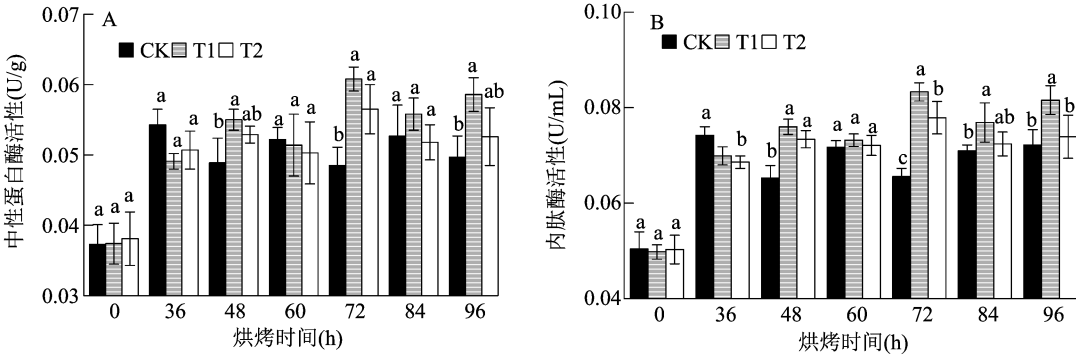 A
CK T1 T2
中性蛋白酶活性(U/g)
0.07
0.06
0.05
0.04
0.03
a a a
a a a
b a ab
a a a
b a a
a a a
b a ab
0 36 48 60 72 84 96
烘烤时间(h)
B
CK T1 T2
内肽酶活性(U/mL)
0.10
0.08
0.06
0.04
a a a
a a b
b a a
a a a
c a b
b a ab
b a b
0 36 48 60 72 84 96
烘烤时间(h)